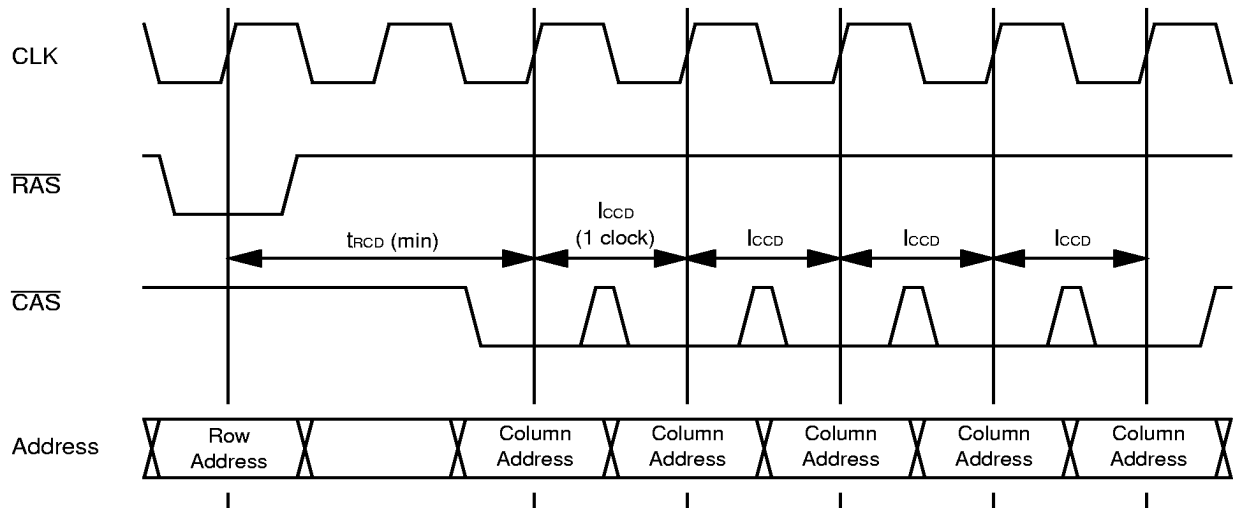 CLK
RAS
tRCD (min)
lCCD
(1 clock)
lCCD
lCCD
lCCD
CAS
Address
Row
Address
Column
Address
Column
Address
Column
Address
Column
Address
Column
Address